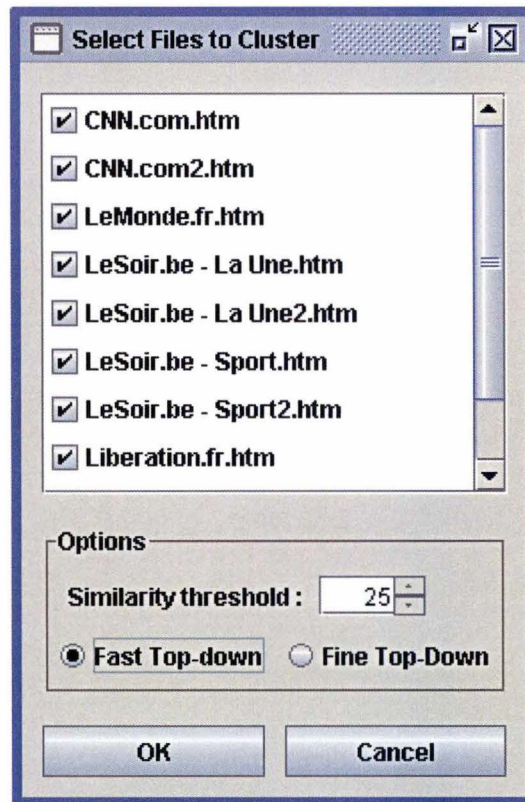 Select Files to Cluster
CNN.com.htm
CNN.com2.htm
LeMonde.fr.htm
LeSoir.be - La Une.htm
LeSoir.be - La Une2.htm
LeSoir.be - Sport.htm
LeSoir.be - Sport2.htm
Liberation.fr.htm
Options
Similarity threshold : 25
Fast Top-down Fine Top-Down
OK Cancel